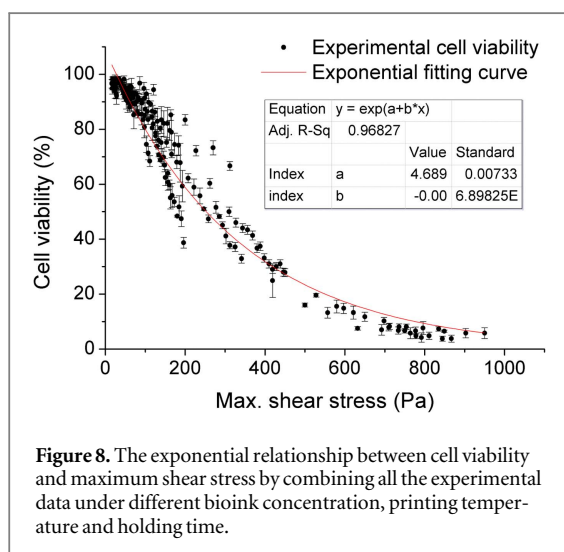 Experimental cell viability
Exponential fitting curve
Equation y = exp(a+b*x)
Adj. R-Sq 0.96827
Value Standard
Index a 4.689 0.00733
index b -0.00 6.89825E
Cell viability (%)
100
80
60
40
20
0
0 200 400 600 800 1000
Max. shear stress (Pa)
Figure 8. The exponential relationship between cell viability
and maximum shear stress by combining all the experimental
data under different bioink concentration, printing temper-
ature and holding time.